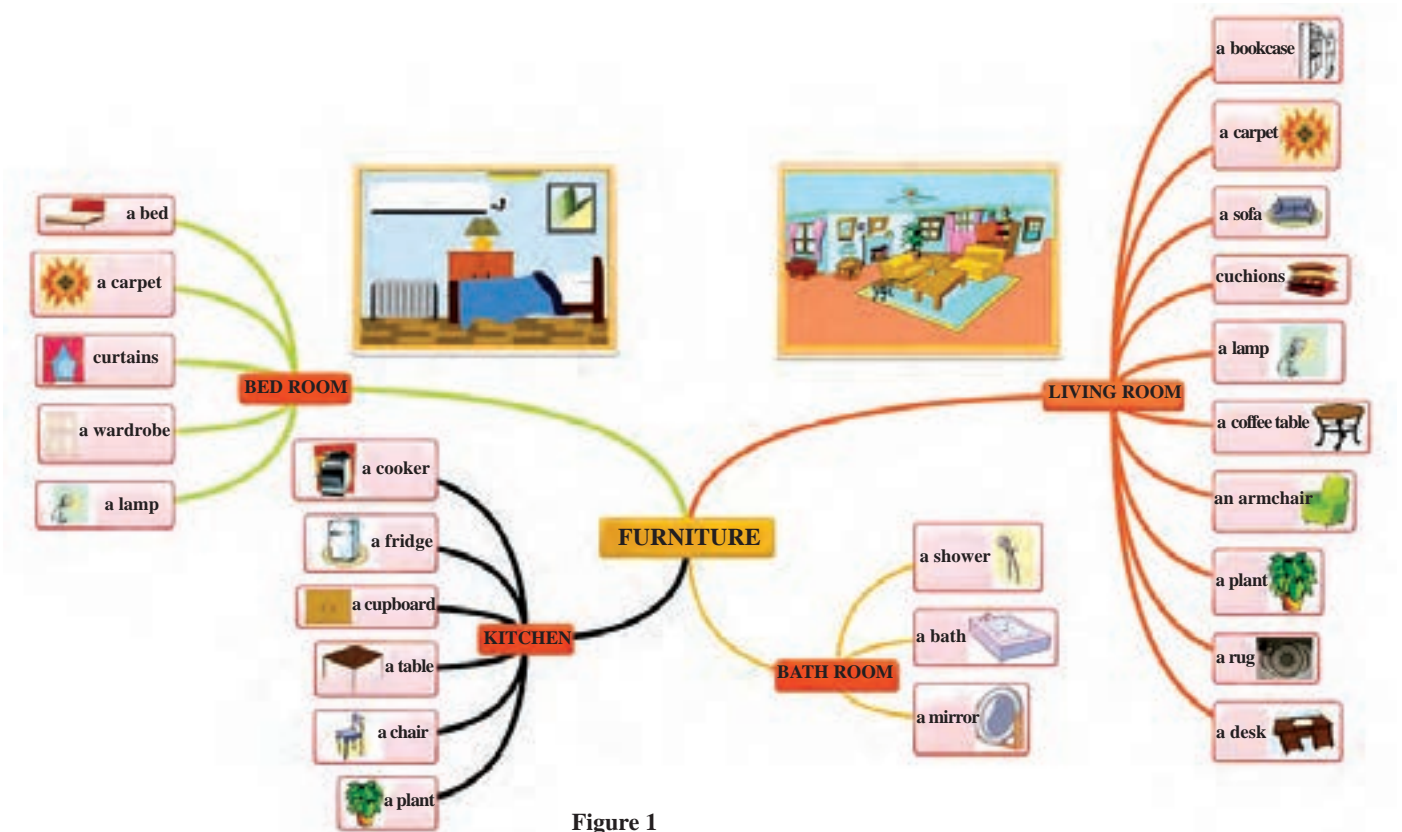 FURNITURE
BED ROOM
a bed
a carpet
curtains
a wardrobe
a lamp
KITCHEN
a cooker
a fridge
a cupboard
a table
a chair
a plant
BATH ROOM
a shower
a bath
a mirror
LIVING ROOM
a bookcase
a carpet
a sofa
cuchions
a lamp
a coffee table
an armchair
a plant
a rug
a desk
Figure 1